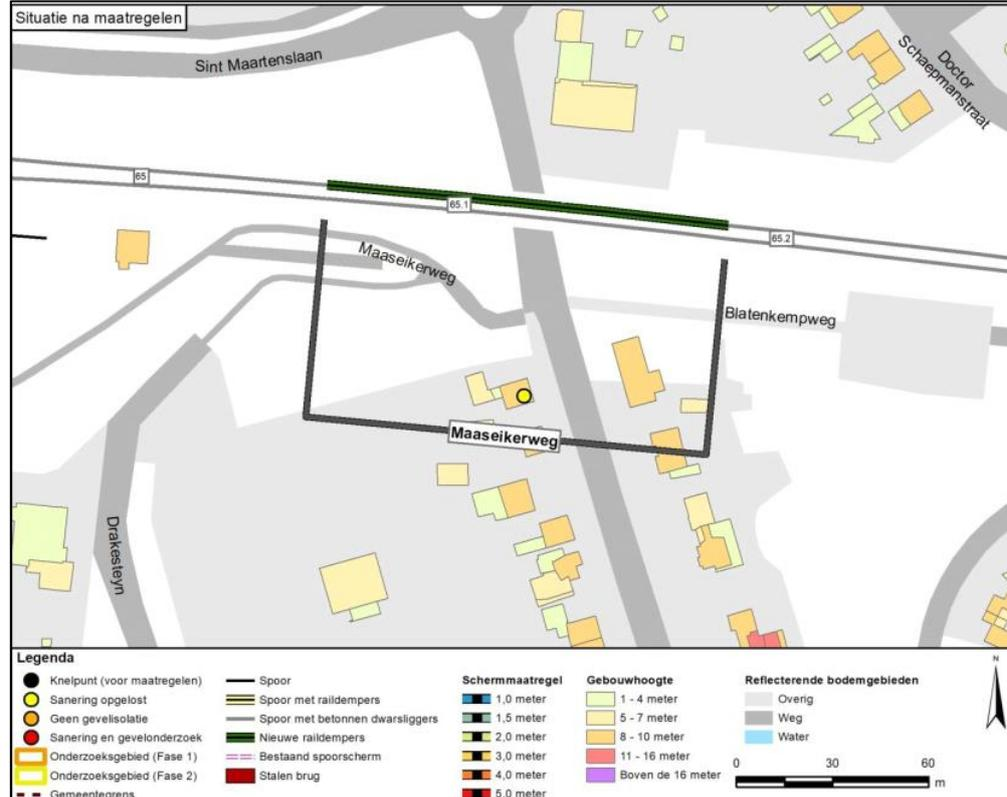 Situatie na maatregelen
Sint Maartenslaan
Doctor
Schaepmanstraat
65
65.1
65.2
Maaseikerweg
Blatenkempweg
Maaseikerweg
Drakesteyn
Legenda
Knelpunt (voor maatregelen)
Sanering opgelost
Geen gevelisolatie
Sanering en gevelonderzoek
Onderzoeksgebied (Fase 1)
Onderzoeksgebied (Fase 2)
Gemeentegrens
Spoor
Spoor met raildempers
Spoor met betonnen dwarsliggers
Nieuwe raildempers
Bestaand spoorscherm
Stalen brug
Schermmaatregel
1,0 meter
1,5 meter
2,0 meter
3,0 meter
4,0 meter
5,0 meter
Gebouwhoogte
1 - 4 meter
5 - 7 meter
8 - 10 meter
11 - 16 meter
Boven de 16 meter
Reflecterende bodemgebieden
Overig
Weg
Water
N
0 30 60
m